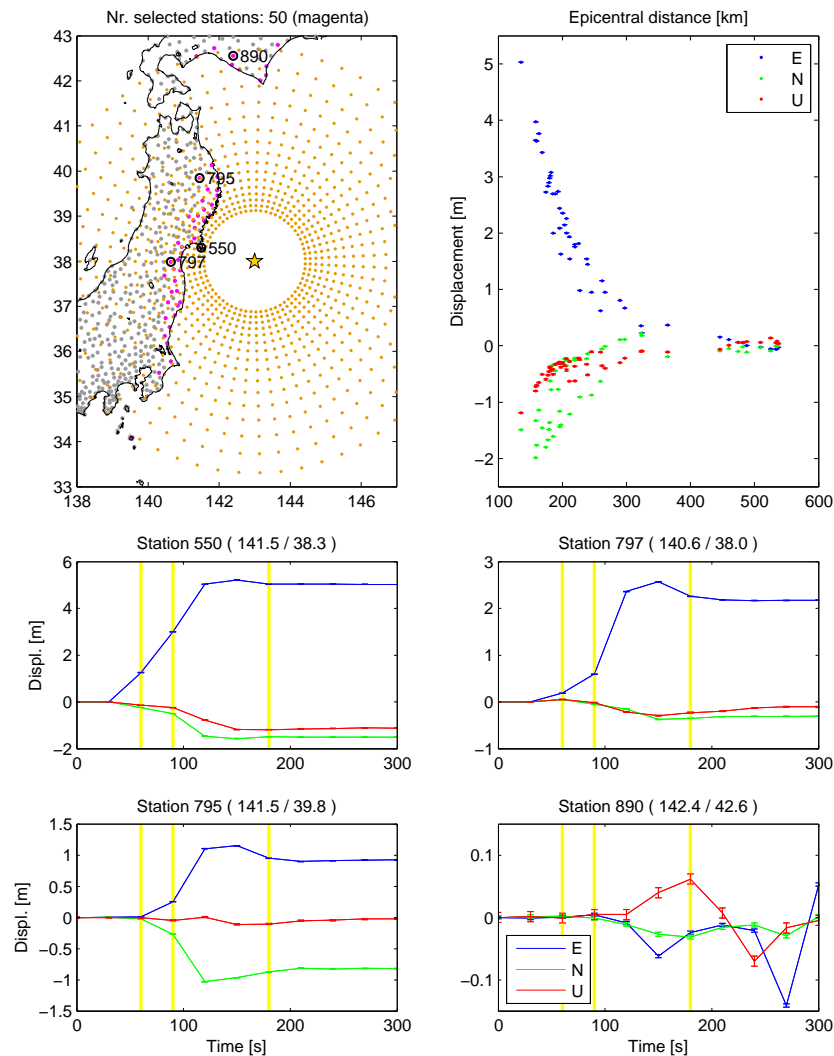 Nr. selected stations: 50 (magenta)
43
42
41
40
39
38
37
36
35
34
33
138 140 142 144 146
890
795
550
797
Epicentral distance [km]
E
N
U
Displacement [m]
5
4
3
2
1
0
−1
−2
100 200 300 400 500 600
Station 550 ( 141.5 / 38.3 )
Displ. [m]
6
4
2
0
−2
0 100 200 300
Station 797 ( 140.6 / 38.0 )
3
2
1
0
−1
0 100 200 300
Station 795 ( 141.5 / 39.8 )
Displ. [m]
1.5
1
0.5
0
−0.5
−1
−1.5
0 100 200 300
Time [s]
Station 890 ( 142.4 / 42.6 )
0.1
0
−0.1
E
N
U
0 100 200 300
Time [s]